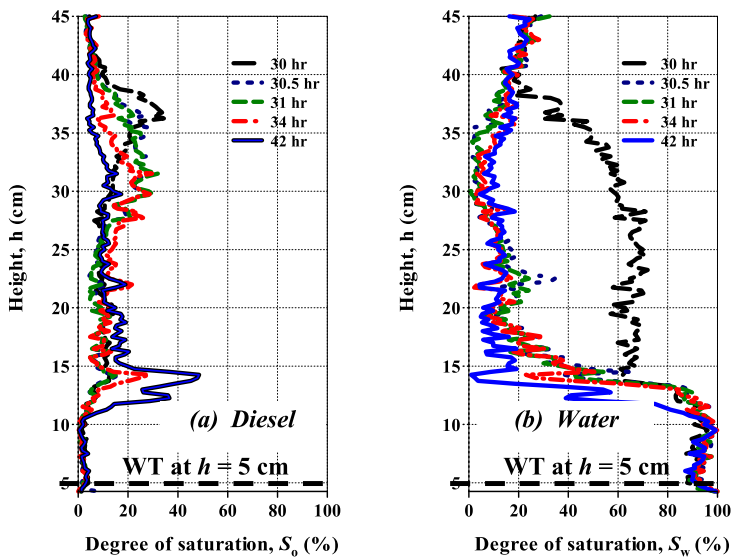 45
40
35
30
25
20
15
10
5
0 20 40 60 80 100
Height, h (cm)
Degree of saturation, So (%)
30 hr
30.5 hr
31 hr
34 hr
42 hr
(a) Diesel
WT at h = 5 cm
45
40
35
30
25
20
15
10
5
0 20 40 60 80 100
Height, h (cm)
Degree of saturation, Sw (%)
30 hr
30.5 hr
31 hr
34 hr
42 hr
(b) Water
WT at h = 5 cm